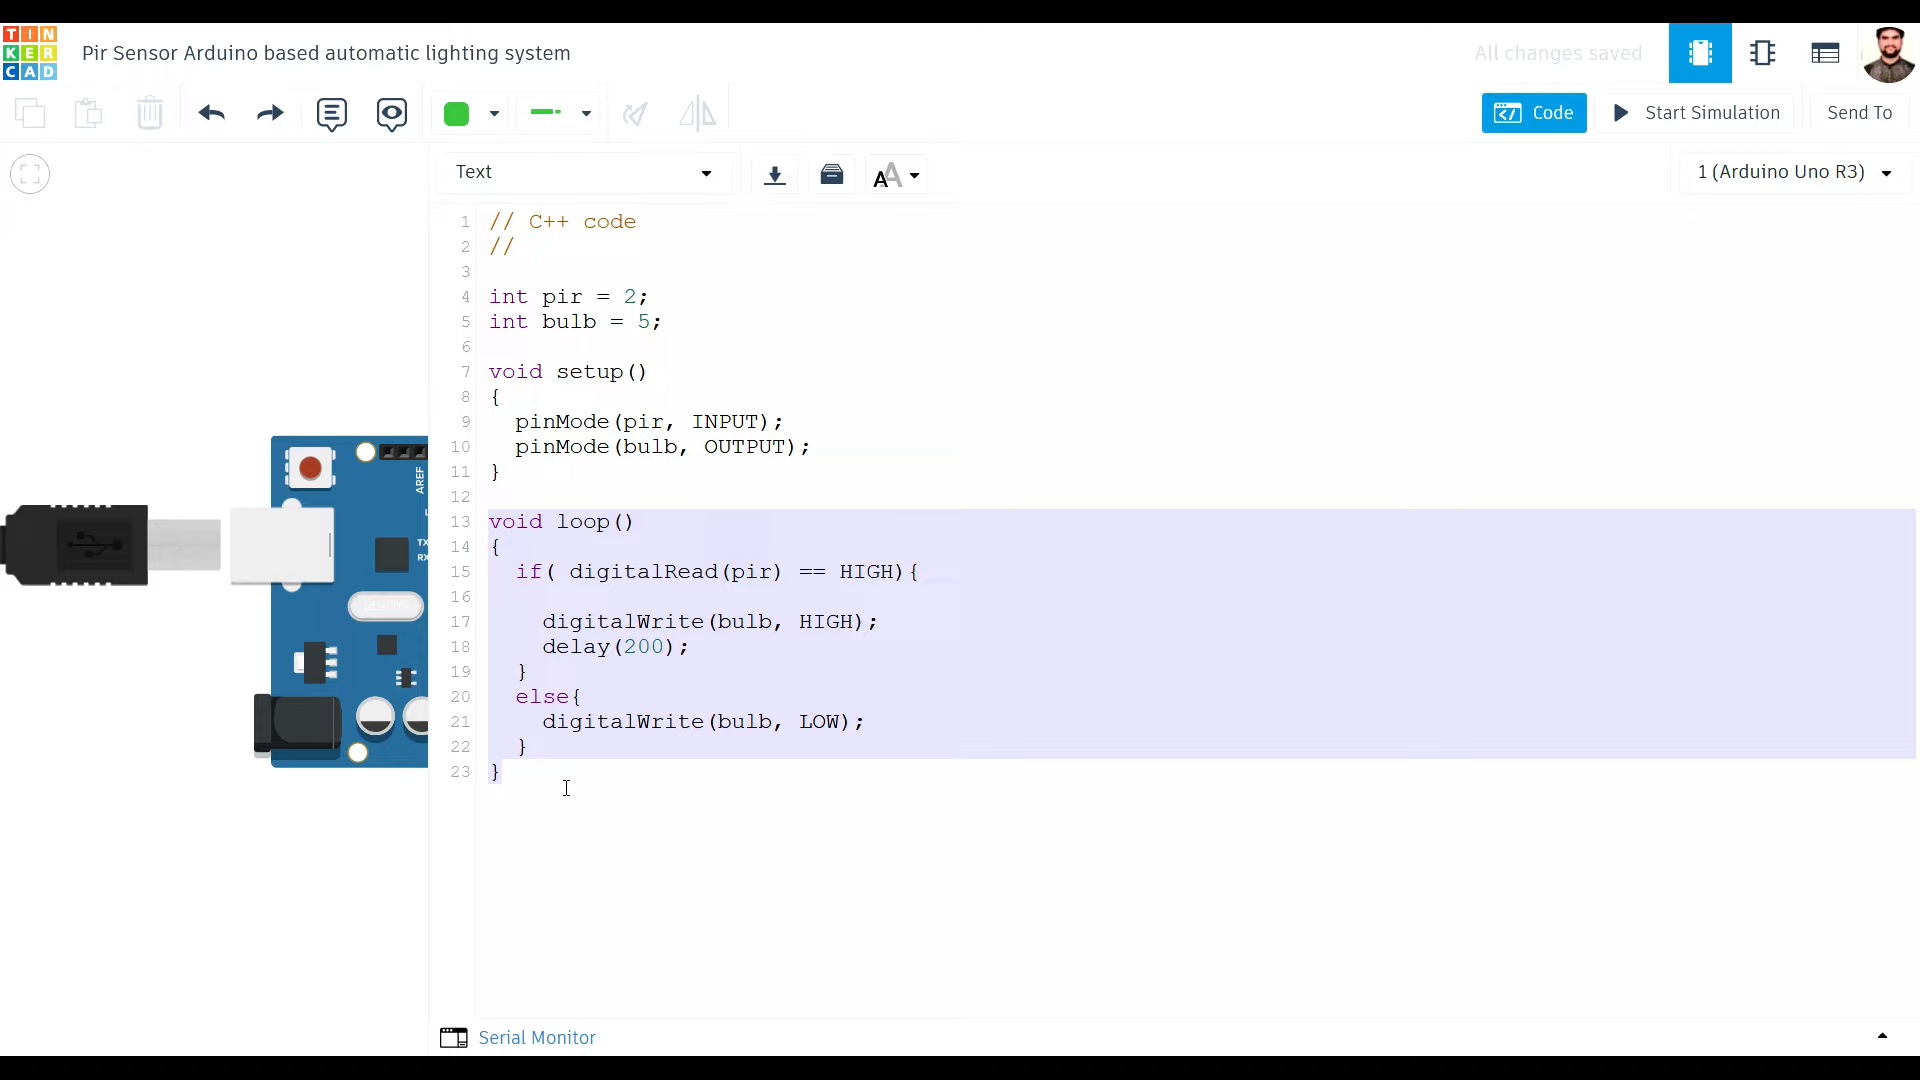 TIN
KER
CAD
Pir Sensor Arduino based automatic lighting system
All changes saved
Code
Start Simulation
Send To
Text
AA
1 (Arduino Uno R3)
1 // C++ code
2 //
3
4 int pir = 2;
5 int bulb = 5;
6
7 void setup()
8 {
9 pinMode(pir, INPUT);
10 pinMode(bulb, OUTPUT);
11 }
12
13 void loop()
14 {
15 if( digitalRead(pir) == HIGH){
16
17 digitalWrite(bulb, HIGH);
18 delay(200);
19 }
20 else{
21 digitalWrite(bulb, LOW);
22 }
23 }
AREF
L
TX
RX
Serial Monitor